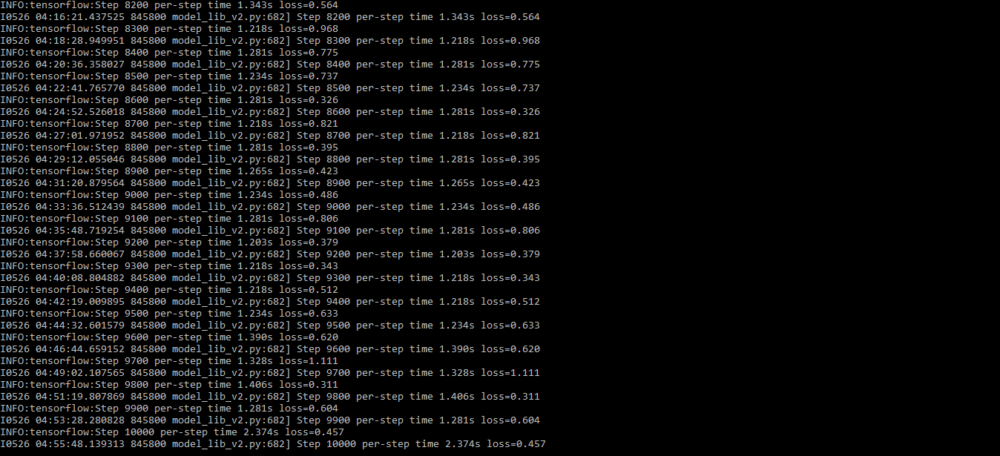 INFO:tensorflow:Step 8200 per-step time 1.343s loss=0.564
I0526 04:16:21.437525 845800 model_lib_v2.py:682] Step 8200 per-step time 1.343s loss=0.564
INFO:tensorflow:Step 8300 per-step time 1.218s loss=0.968
I0526 04:18:28.949951 845800 model_lib_v2.py:682] Step 8300 per-step time 1.218s loss=0.968
INFO:tensorflow:Step 8400 per-step time 1.281s loss=0.775
I0526 04:20:36.358027 845800 model_lib_v2.py:682] Step 8400 per-step time 1.281s loss=0.775
INFO:tensorflow:Step 8500 per-step time 1.234s loss=0.737
I0526 04:22:41.765770 845800 model_lib_v2.py:682] Step 8500 per-step time 1.234s loss=0.737
INFO:tensorflow:Step 8600 per-step time 1.281s loss=0.326
I0526 04:24:52.526018 845800 model_lib_v2.py:682] Step 8600 per-step time 1.281s loss=0.326
INFO:tensorflow:Step 8700 per-step time 1.218s loss=0.821
I0526 04:27:01.971952 845800 model_lib_v2.py:682] Step 8700 per-step time 1.218s loss=0.821
INFO:tensorflow:Step 8800 per-step time 1.281s loss=0.395
I0526 04:29:12.055046 845800 model_lib_v2.py:682] Step 8800 per-step time 1.281s loss=0.395
INFO:tensorflow:Step 8900 per-step time 1.265s loss=0.423
I0526 04:31:20.879564 845800 model_lib_v2.py:682] Step 8900 per-step time 1.265s loss=0.423
INFO:tensorflow:Step 9000 per-step time 1.234s loss=0.486
I0526 04:33:36.512439 845800 model_lib_v2.py:682] Step 9000 per-step time 1.234s loss=0.486
INFO:tensorflow:Step 9100 per-step time 1.281s loss=0.806
I0526 04:35:48.719254 845800 model_lib_v2.py:682] Step 9100 per-step time 1.281s loss=0.806
INFO:tensorflow:Step 9200 per-step time 1.203s loss=0.379
I0526 04:37:58.660067 845800 model_lib_v2.py:682] Step 9200 per-step time 1.203s loss=0.379
INFO:tensorflow:Step 9300 per-step time 1.218s loss=0.343
I0526 04:40:08.804882 845800 model_lib_v2.py:682] Step 9300 per-step time 1.218s loss=0.343
INFO:tensorflow:Step 9400 per-step time 1.218s loss=0.512
I0526 04:42:19.009895 845800 model_lib_v2.py:682] Step 9400 per-step time 1.218s loss=0.512
INFO:tensorflow:Step 9500 per-step time 1.234s loss=0.633
I0526 04:44:32.601579 845800 model_lib_v2.py:682] Step 9500 per-step time 1.234s loss=0.633
INFO:tensorflow:Step 9600 per-step time 1.390s loss=0.620
I0526 04:46:44.659152 845800 model_lib_v2.py:682] Step 9600 per-step time 1.390s loss=0.620
INFO:tensorflow:Step 9700 per-step time 1.328s loss=1.111
I0526 04:49:02.107565 845800 model_lib_v2.py:682] Step 9700 per-step time 1.328s loss=1.111
INFO:tensorflow:Step 9800 per-step time 1.406s loss=0.311
I0526 04:51:19.807869 845800 model_lib_v2.py:682] Step 9800 per-step time 1.406s loss=0.311
INFO:tensorflow:Step 9900 per-step time 1.281s loss=0.604
I0526 04:53:28.280828 845800 model_lib_v2.py:682] Step 9900 per-step time 1.281s loss=0.604
INFO:tensorflow:Step 10000 per-step time 2.374s loss=0.457
I0526 04:55:48.139313 845800 model_lib_v2.py:682] Step 10000 per-step time 2.374s loss=0.457